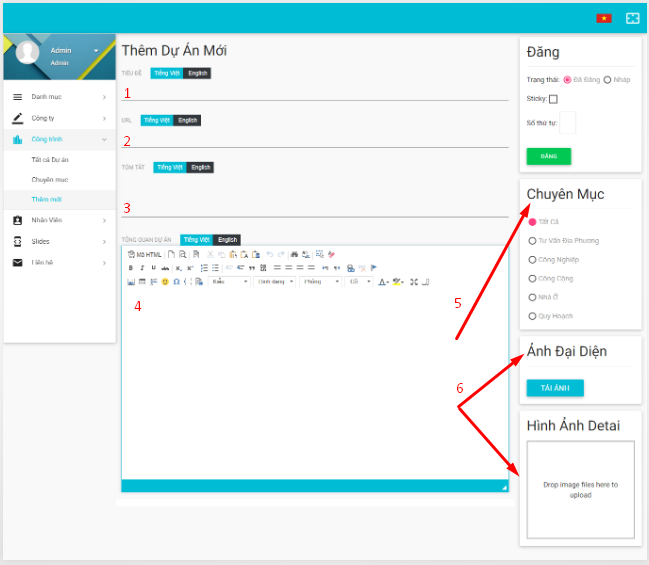 Admin
Admin
Danh mục
Công ty
Công trình
Tất cả Dự án
Chuyên mục
Thêm mới
Nhân Viên
Slides
Liên hệ
Thêm Dự Án Mới
TIÊU ĐỀ Tiếng Việt English
1
URL Tiếng Việt English
2
TÓM TẮT Tiếng Việt English
3
TỔNG QUAN DỰ ÁN Tiếng Việt English
Mã HTML
Kiểu Định dạng Phông Cỡ
4
5
6
Đăng
Trạng thái: Đã Đăng Nháp
Sticky:
Số thứ tự:
ĐĂNG
Chuyên Mục
Tất Cả
Tư Vấn Địa Phương
Công Nghiệp
Công Cộng
Nhà Ở
Quy Hoạch
Ảnh Đại Diện
TẢI ẢNH
Hình Ảnh Detai
Drop image files here to
upload